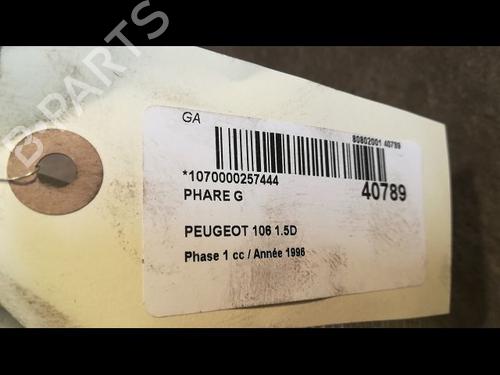 B PARTS
GA
80802001 40789
*1070000257444
PHARE G
40789
PEUGEOT 106 1.5D
Phase 1 cc / Année 1996